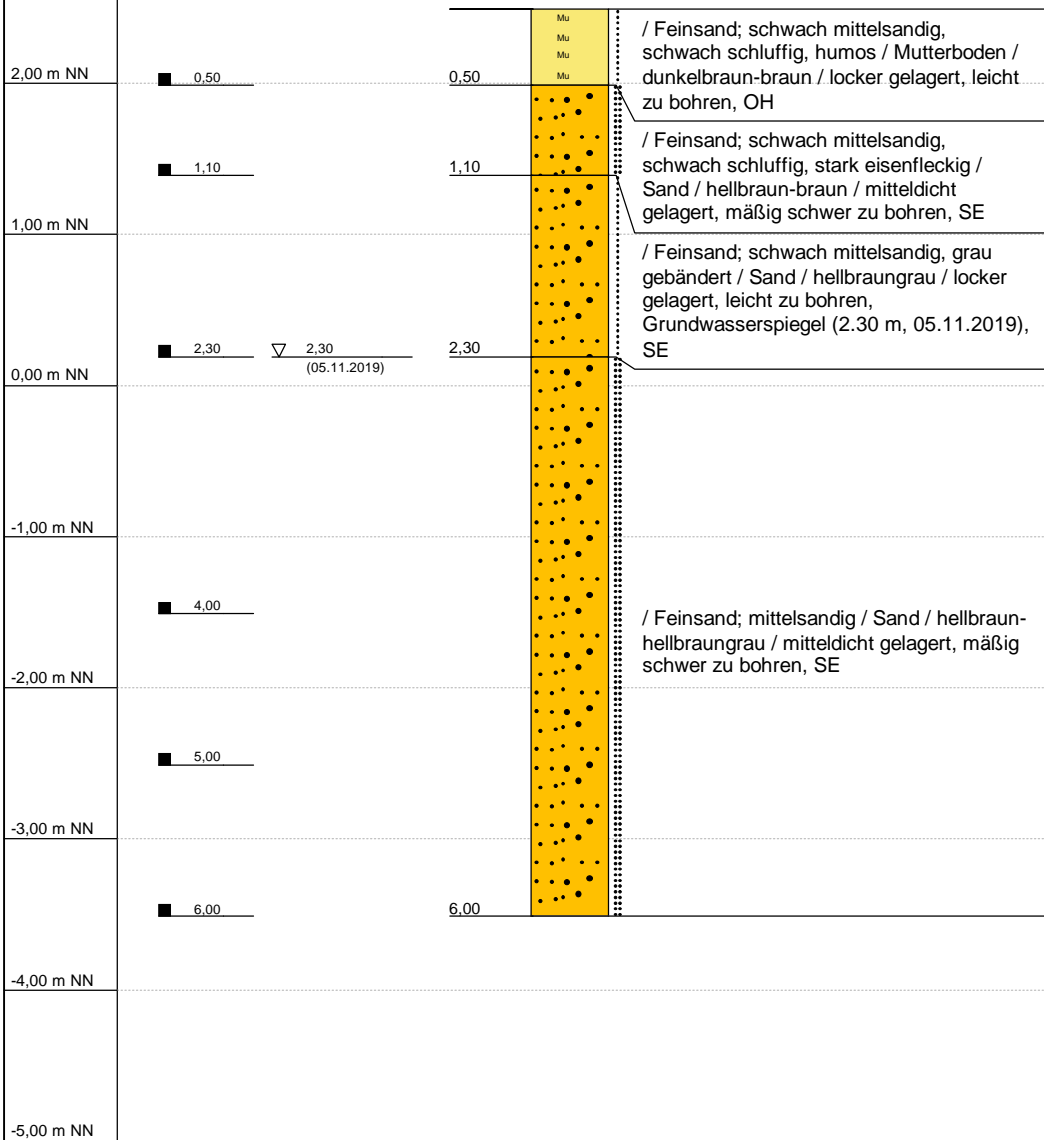 Mu
Mu
Mu
Mu
/ Feinsand; schwach mittelsandig,
schwach schluffig, humos / Mutterboden /
dunkelbraun-braun / locker gelagert, leicht
zu bohren, OH
2,00 m NN
0,50
0,50
/ Feinsand; schwach mittelsandig,
schwach schluffig, stark eisenfleckig /
Sand / hellbraun-braun / mitteldicht
gelagert, mäßig schwer zu bohren, SE
1,10
1,10
1,00 m NN
/ Feinsand; schwach mittelsandig, grau
gebändert / Sand / hellbraungrau / locker
gelagert, leicht zu bohren,
Grundwasserspiegel (2.30 m, 05.11.2019),
SE
2,30
2,30
(05.11.2019)
2,30
0,00 m NN
-1,00 m NN
4,00
/ Feinsand; mittelsandig / Sand / hellbraun-
hellbraungrau / mitteldicht gelagert, mäßig
schwer zu bohren, SE
-2,00 m NN
5,00
-3,00 m NN
6,00
6,00
-4,00 m NN
-5,00 m NN